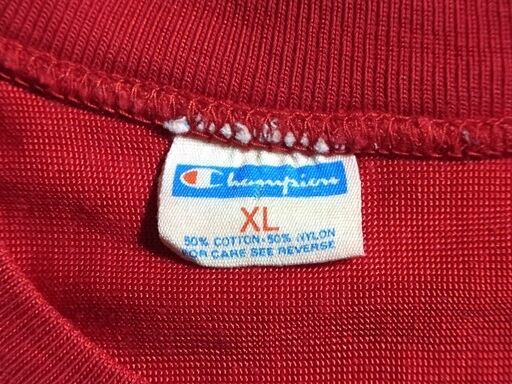 Champion
XL
50% COTTON-50% NYLON
FOR CARE SEE REVERSE